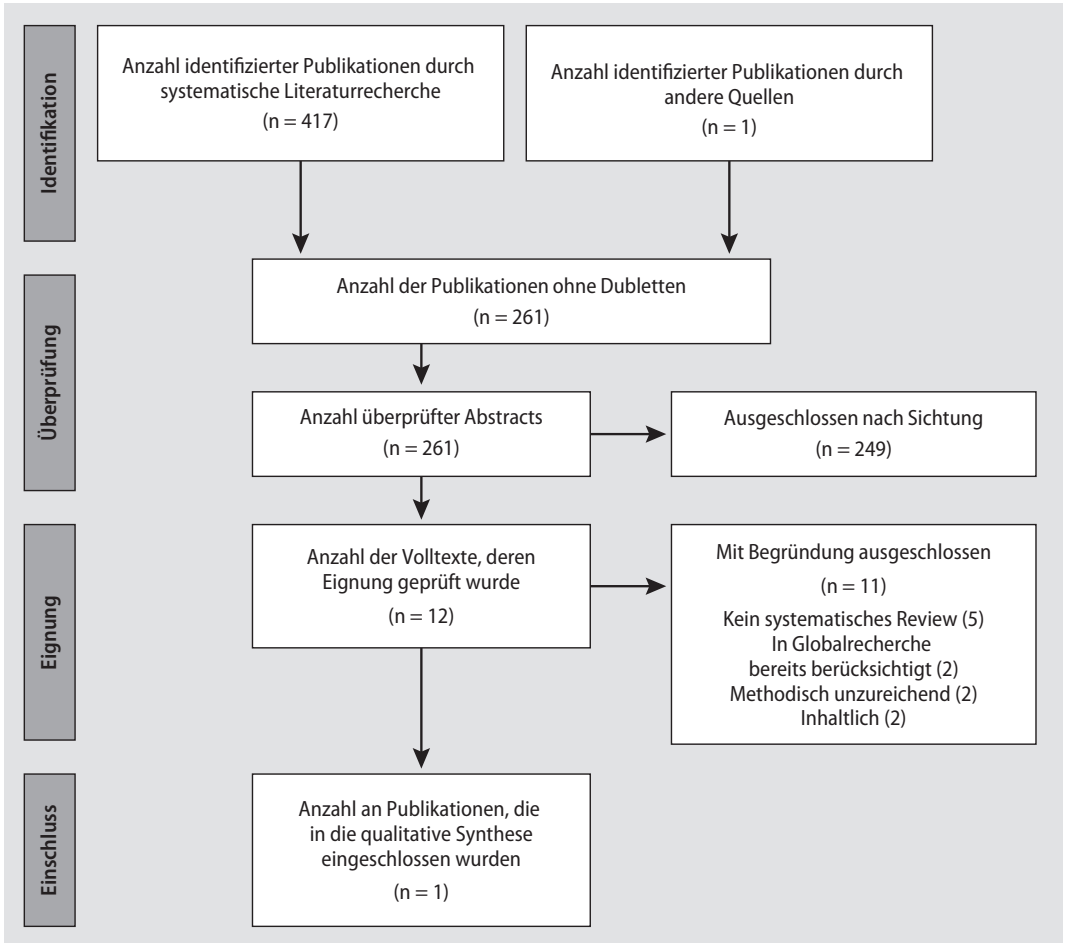 Identifikation
Anzahl identifizierter Publikationen durch
systematische Literaturrecherche
(n = 417)
Anzahl identifizierter Publikationen durch
andere Quellen
(n = 1)
Überprüfung
Anzahl der Publikationen ohne Dubletten
(n = 261)
Anzahl überprüfter Abstracts
(n = 261)
Ausgeschlossen nach Sichtung
(n = 249)
Eignung
Anzahl der Volltexte, deren
Eignung geprüft wurde
(n = 12)
Mit Begründung ausgeschlossen
(n = 11)
Kein systematisches Review (5)
In Globalrecherche
bereits berücksichtigt (2)
Methodisch unzureichend (2)
Inhaltlich (2)
Einschluss
Anzahl an Publikationen, die
in die qualitative Synthese
eingeschlossen wurden
(n = 1)